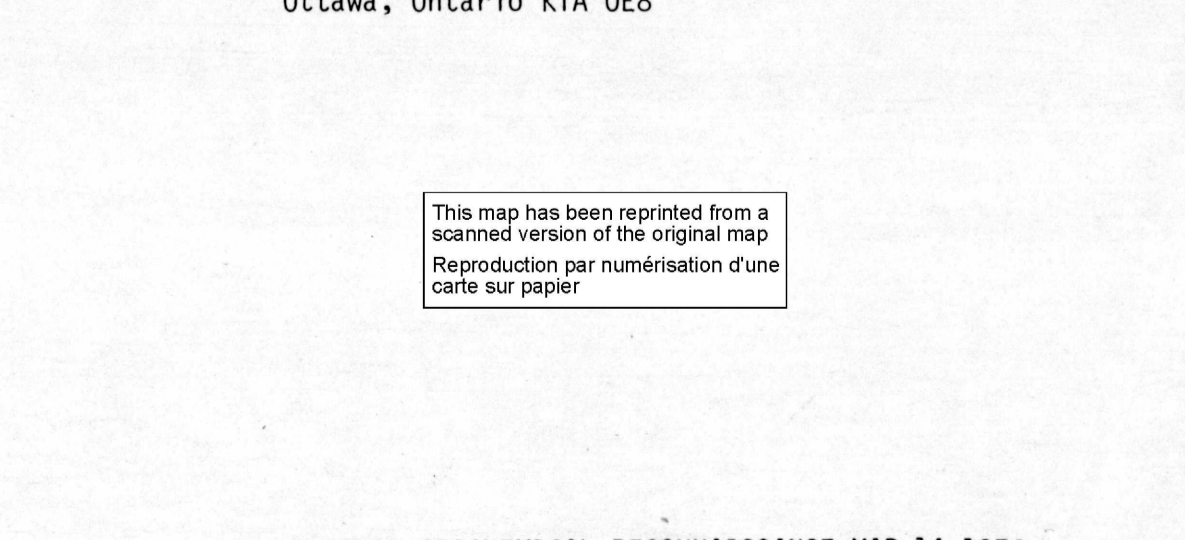 Ottawa, Ontario K1A 0E8
This map has been reprinted from a
scanned version of the original map
Reproduction par numérisation d'une
carte sur papier